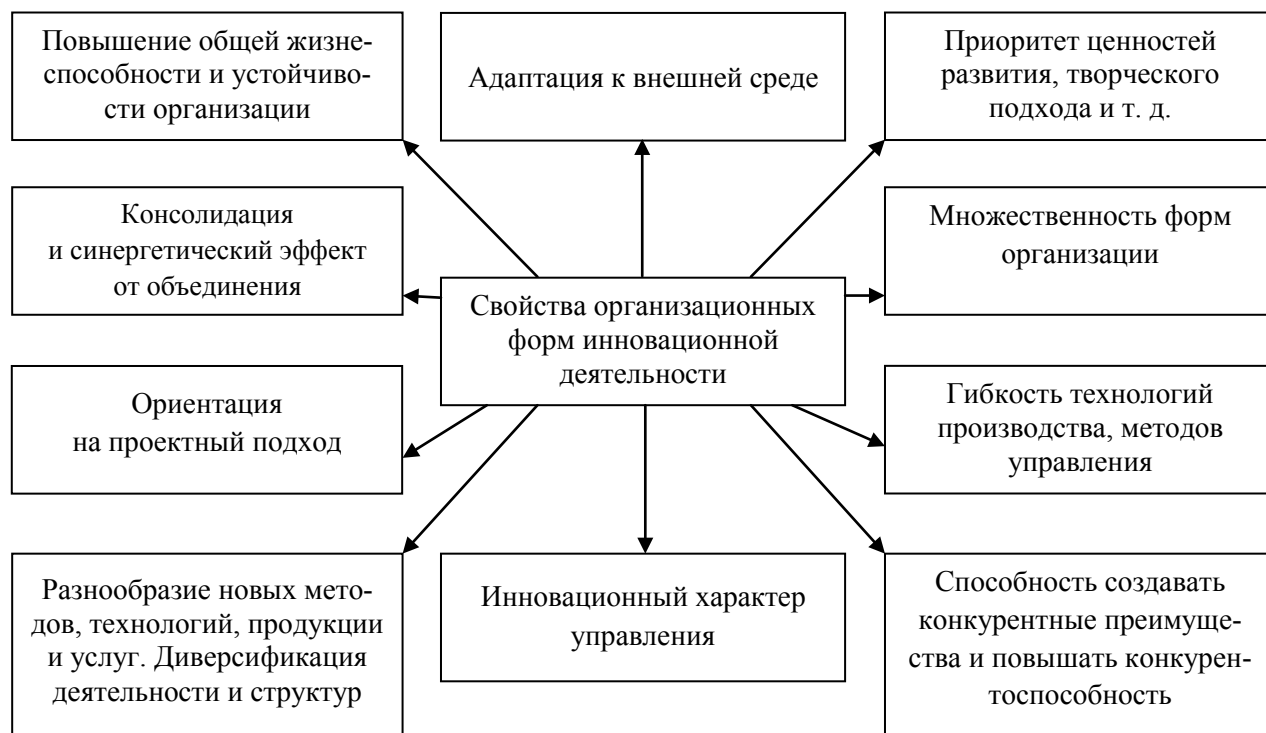 Повышение общей жизне-
способности и устойчиво-
сти организации
Адаптация к внешней среде
Приоритет ценностей
развития, творческого
подхода и т. д.
Консолидация
и синергетический эффект
от объединения
Множественность форм
организации
Свойства организационных
форм инновационной
деятельности
Ориентация
на проектный подход
Гибкость технологий
производства, методов
управления
Разнообразие новых мето-
дов, технологий, продукции
и услуг. Диверсификация
деятельности и структур
Инновационный характер
управления
Способность создавать
конкурентные преимуще-
ства и повышать конкурен-
тоспособность